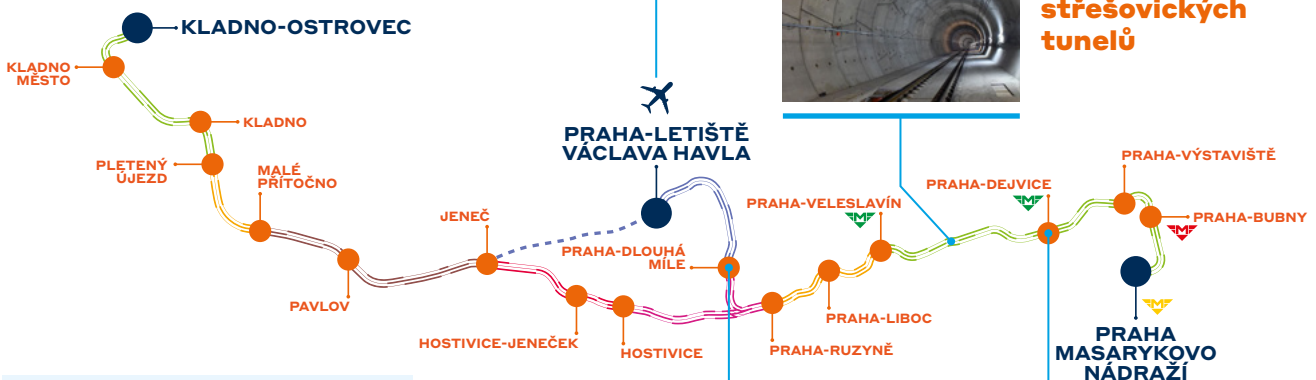 střešovických
tunelů
KLADNO-OSTROVEC
KLADNO
MĚSTO
KLADNO
PLETENÝ
ÚJEZD
MALÉ
PŘÍTOČNO
PAVLOV
JENEČ
HOSTIVICE-JENEČEK
HOSTIVICE
PRAHA-LETIŠTĚ
VÁCLAVA HAVLA
PRAHA-DLOUHÁ
MÍLE
PRAHA-RUZYNĚ
PRAHA-LIBOC
PRAHA-VELESLAVÍN
PRAHA-DEJVICE
PRAHA-VÝSTAVIŠTĚ
PRAHA-BUBNY
PRAHA
MASARYKOVO
NÁDRAŽÍ